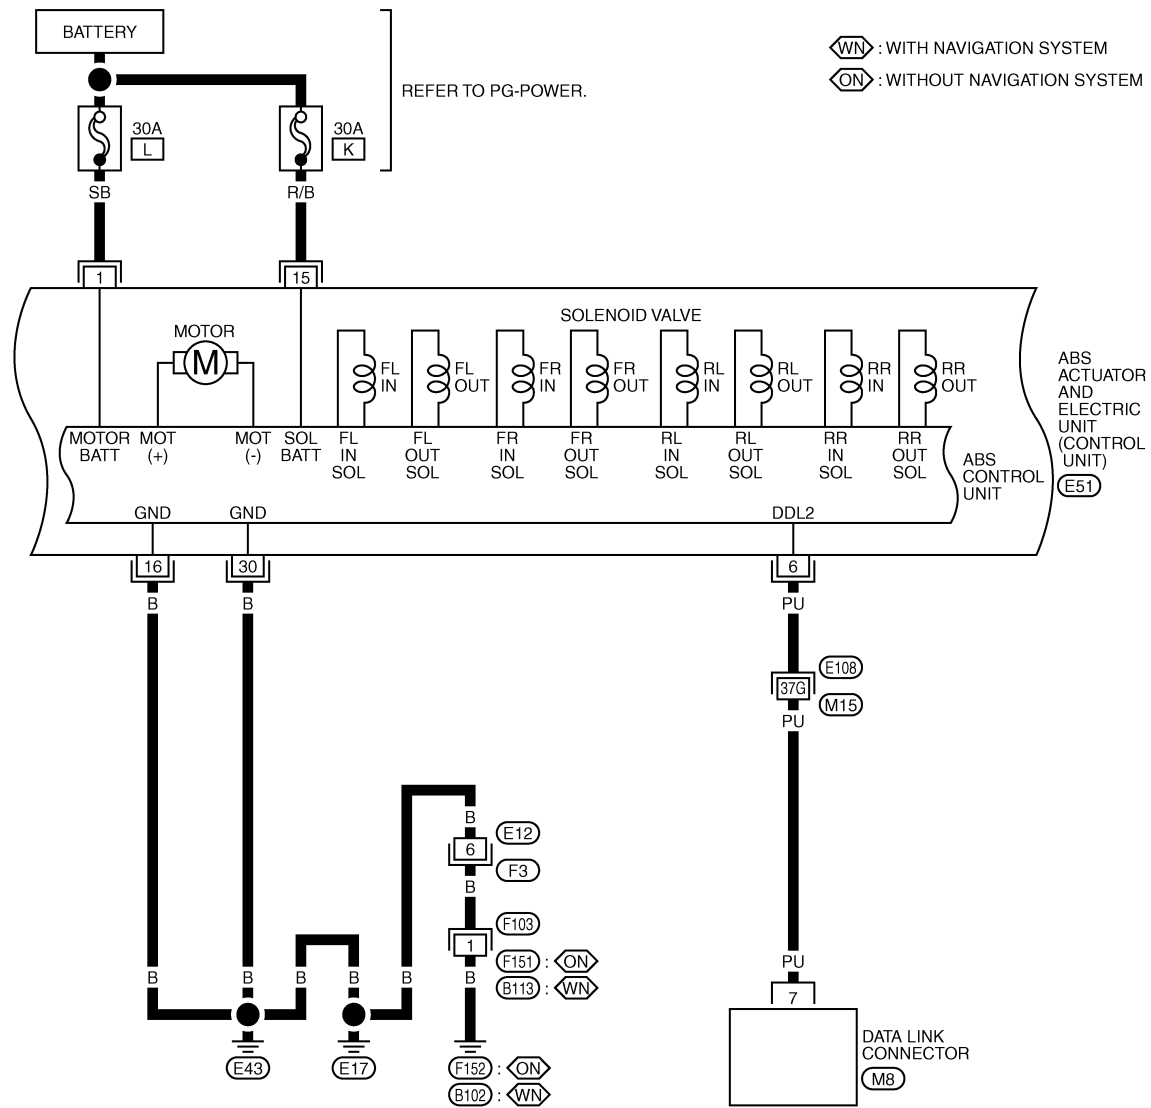 BATTERY
WN : WITH NAVIGATION SYSTEM
ON : WITHOUT NAVIGATION SYSTEM
REFER TO PG-POWER.
30A
L
30A
K
SB
R/B
1
15
SOLENOID VALVE
MOTOR
M
FL
IN
FL
OUT
FR
IN
FR
OUT
RL
IN
RL
OUT
RR
IN
RR
OUT
ABS
ACTUATOR
AND
ELECTRIC
UNIT
(CONTROL
UNIT)
E51
MOTOR
BATT
MOT
(+)
MOT
(-)
SOL
BATT
FL
IN
SOL
FL
OUT
SOL
FR
IN
SOL
FR
OUT
SOL
RL
IN
SOL
RL
OUT
SOL
RR
IN
SOL
RR
OUT
SOL
ABS
CONTROL
UNIT
GND
GND
DDL2
16
30
6
B
B
PU
E108
37G
M15
PU
B
E12
6
F3
B
F103
1
F151 : ON
B113 : WN
B
B
B
B
B
B
PU
7
E43
E17
F152 : ON
B102 : WN
DATA LINK
CONNECTOR
M8